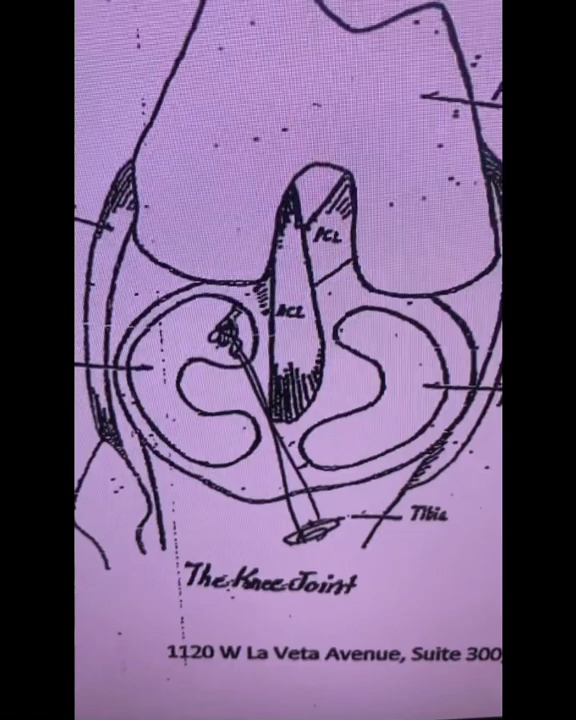 PCL
ACL
Tibia
The Knee Joint
1120 W La Veta Avenue, Suite 300,